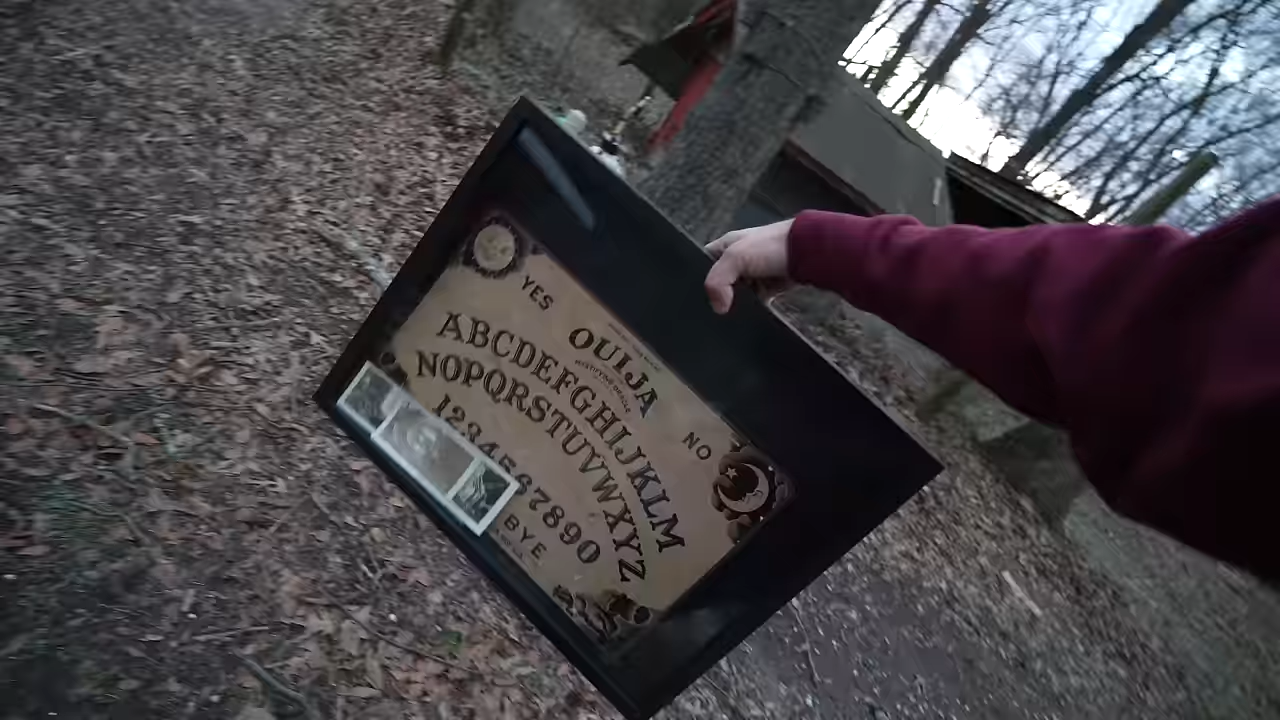 YES
OUIJA
NO
ABCDEFGHIJKLM
NOPQRSTUVWXYZ
1234567890
BYE